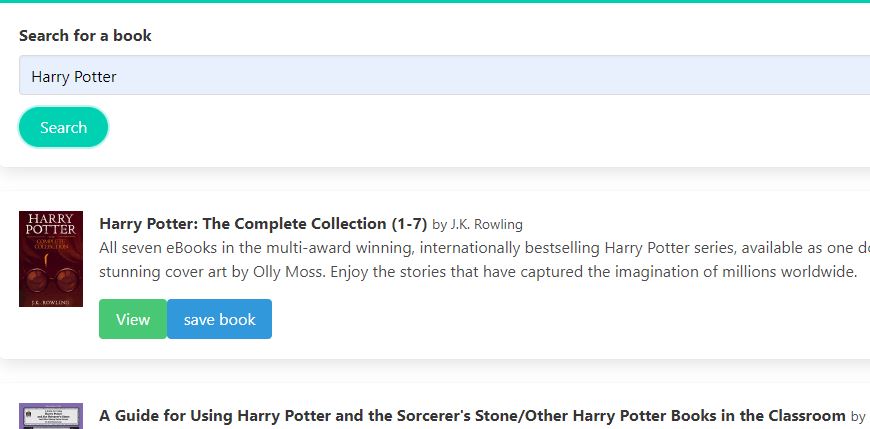 Search for a book
Harry Potter
Search
HARRY
POTTER
COMPLETE
COLLECTION
J.K. ROWLING
Harry Potter: The Complete Collection (1-7) by J.K. Rowling
All seven eBooks in the multi-award winning, internationally bestselling Harry Potter series, available as one do
stunning cover art by Olly Moss. Enjoy the stories that have captured the imagination of millions worldwide.
View
save book
A Guide for Using Harry Potter and the Sorcerer's Stone/Other Harry Potter Books in the Classroom by